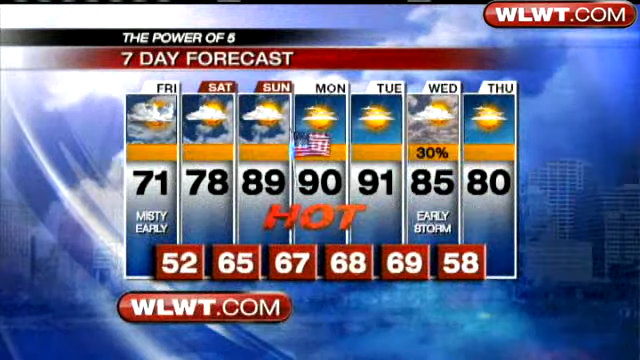 WLWT.COM
THE POWER OF 5
7 DAY FORECAST
FRI SAT SUN MON TUE WED THU
30%
71 78 89 90 91 85 80
MISTY EARLY
HOT
EARLY STORM
52 65 67 68 69 58
WLWT.COM